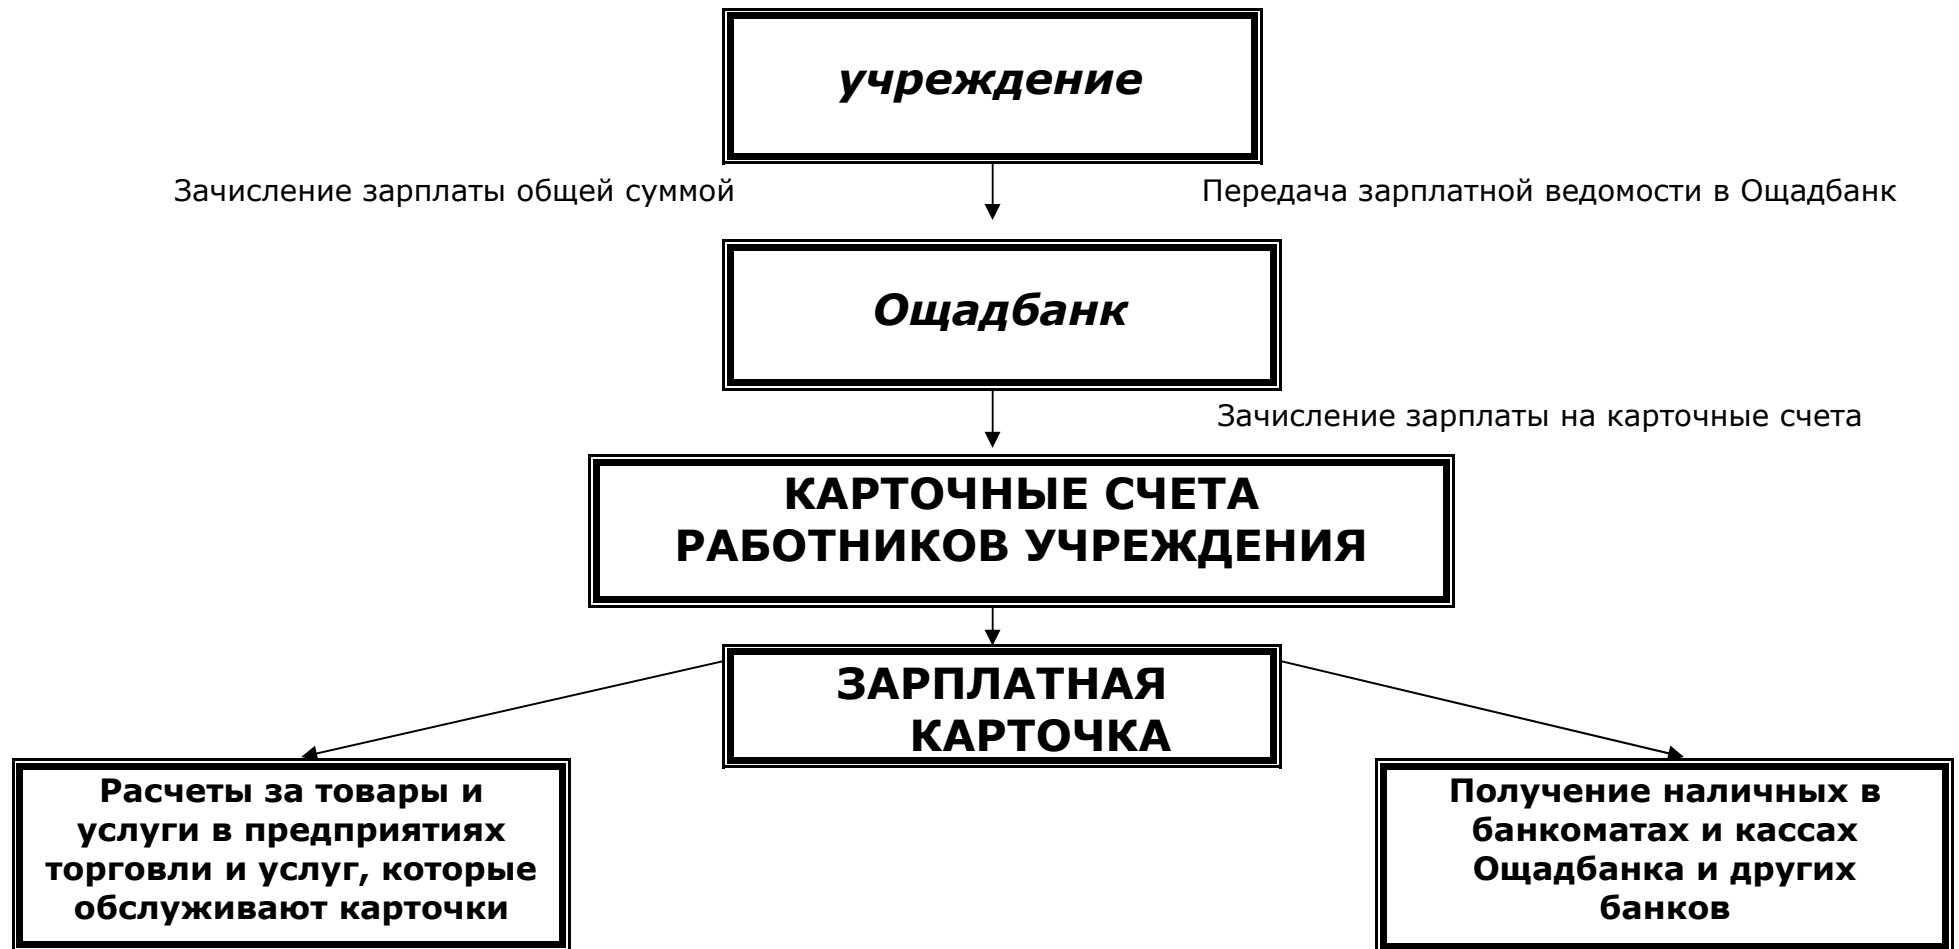 учреждение
Зачисление зарплаты общей суммой
Передача зарплатной ведомости в Ощадбанк
Ощадбанк
Зачисление зарплаты на карточные счета
КАРТОЧНЫЕ СЧЕТА
РАБОТНИКОВ УЧРЕЖДЕНИЯ
ЗАРПЛАТНАЯ
КАРТОЧКА
Расчеты за товары и
услуги в предприятиях
торговли и услуг, которые
обслуживают карточки
Получение наличных в
банкоматах и кассах
Ощадбанка и других
банков